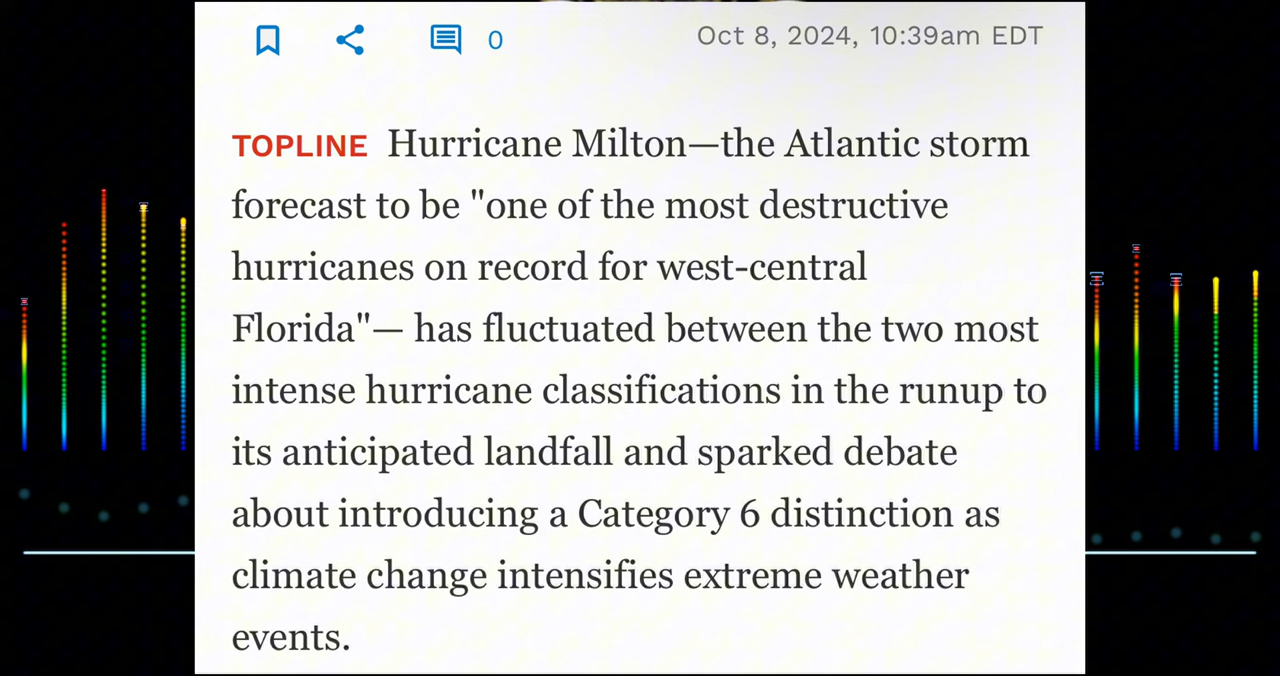 0
Oct 8, 2024, 10:39am EDT
TOPLINE Hurricane Milton—the Atlantic storm
forecast to be "one of the most destructive
hurricanes on record for west-central
Florida"— has fluctuated between the two most
intense hurricane classifications in the runup to
its anticipated landfall and sparked debate
about introducing a Category 6 distinction as
climate change intensifies extreme weather
events.